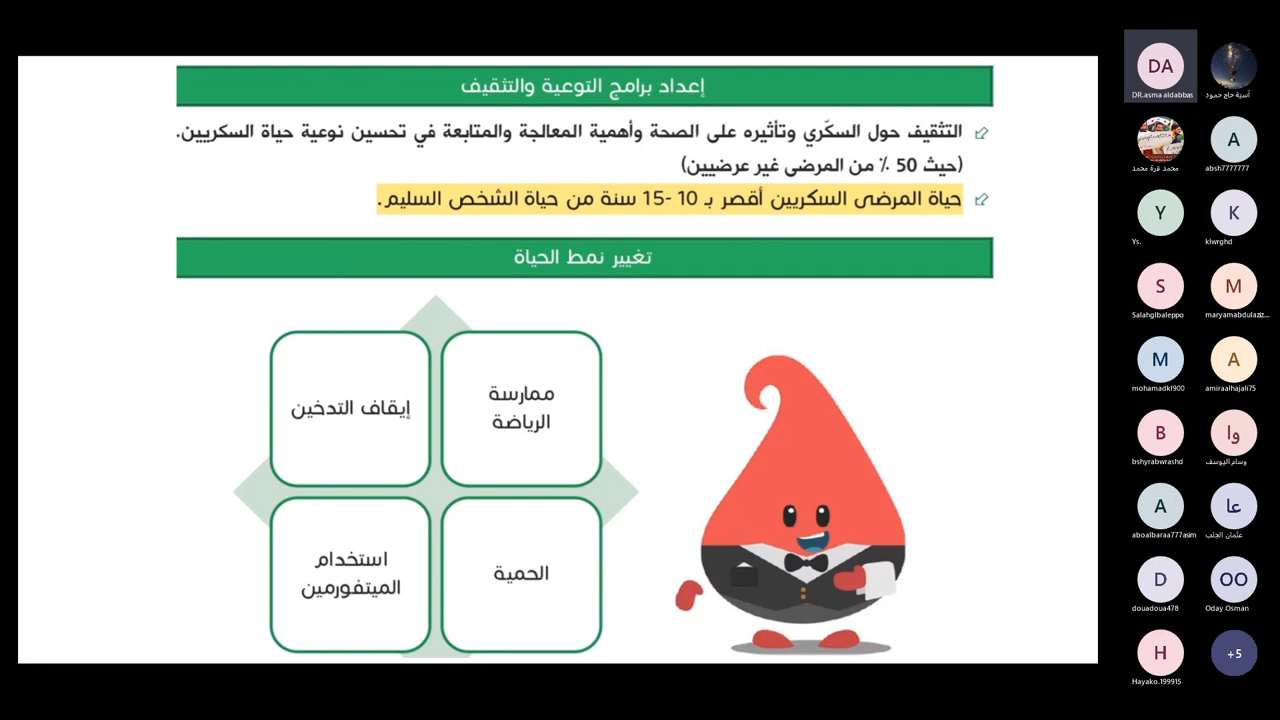 إعداد برامج التوعية والتثقيف
التثقيف حول السكّري وتأثيره على الصحة وأهمية المعالجة والمتابعة في تحسين نوعية حياة السكريين.
(حيث 50 ٪ من المرضى غير عرضيين)
حياة المرضى السكريين أقصر بـ 10 -15 سنة من حياة الشخص السليم.
تغيير نمط الحياة
ممارسة
الرياضة
إيقاف التدخين
الحمية
استخدام
الميتفورمين
DA
DR.asma aldabbas
آسية حاج حمود
محمد قرة محمد
A
absh7777777
Y
Ys.
K
klwrghd
S
Salahglbaleppo
M
maryamabdulaziz...
M
mohamadkl900
A
amiraalhajali75
B
bshyrabwrashd
وا
وسام اليوسف
A
aboalbaraa777asim
عا
عثمان الجلب
D
douadoua478
OO
Oday Osman
H
Hayako.199915
+5